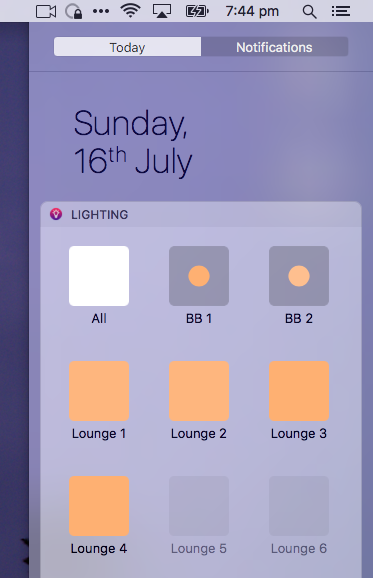 7:44 pm
Today Notifications
Sunday,
16th July
LIGHTING
All BB 1 BB 2
Lounge 1 Lounge 2 Lounge 3
Lounge 4 Lounge 5 Lounge 6